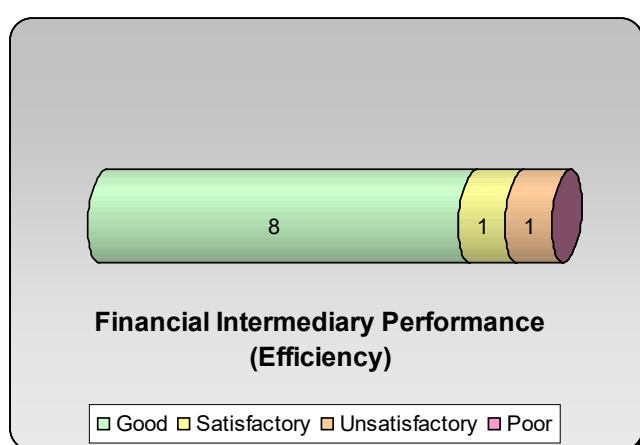 8 1 1
Financial Intermediary Performance
(Efficiency)
Good Satisfactory Unsatisfactory Poor